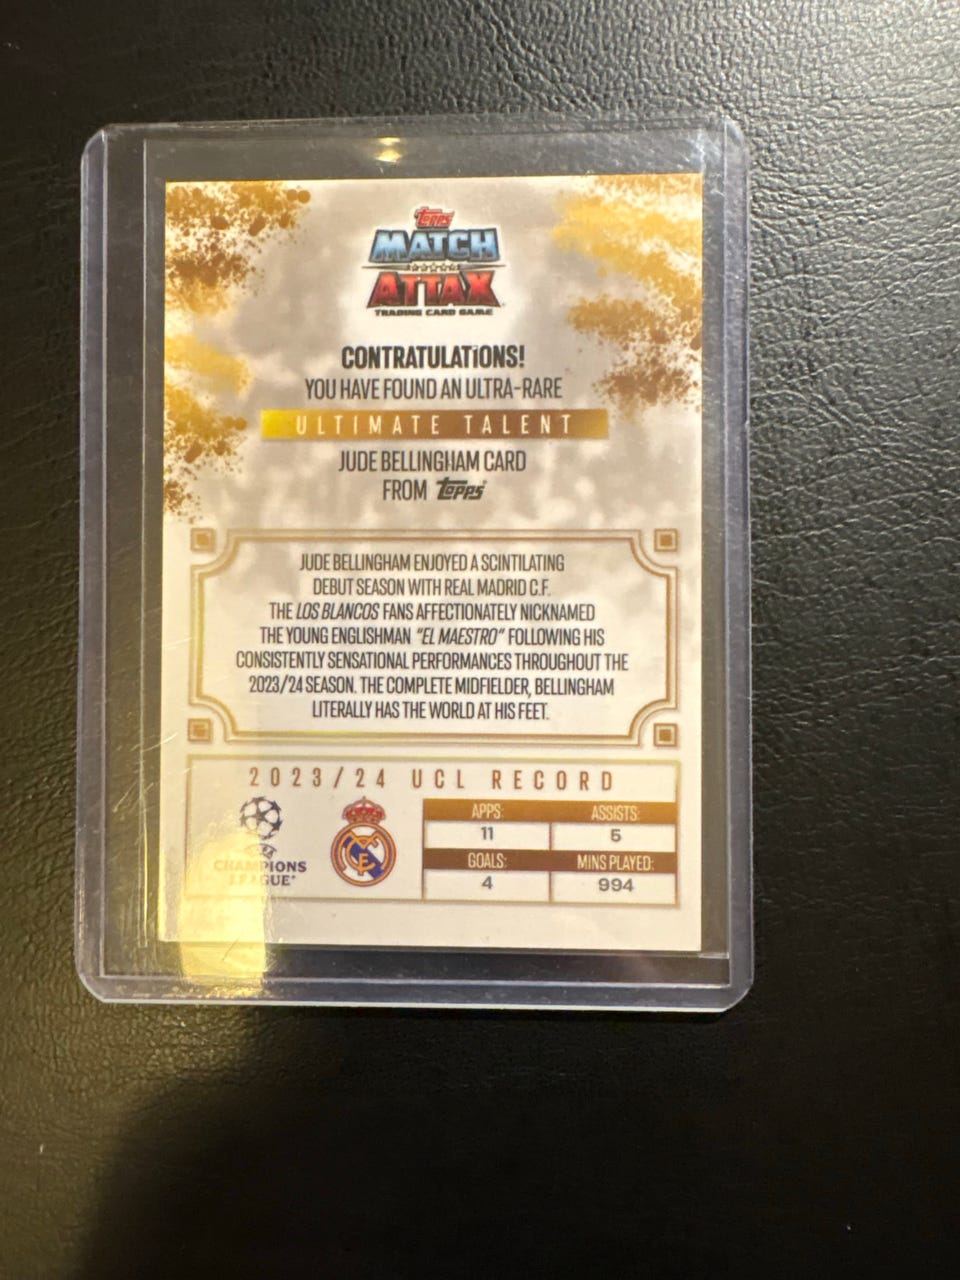 Topps
MATCH
ATTAX
TRADING CARD GAME
CONTRATULATiONS!
YOU HAVE FOUND AN ULTRA-RARE
ULTIMATE TALENT
JUDE BELLINGHAM CARD
FROM Topps
JUDE BELLINGHAM ENJOYED A SCINTILATING
DEBUT SEASON WITH REAL MADRID C.F.
THE LOS BLANCOS FANS AFFECTIONATELY NICKNAMED
THE YOUNG ENGLISHMAN "EL MAESTRO" FOLLOWING HIS
CONSISTENTLY SENSATIONAL PERFORMANCES THROUGHOUT THE
2023/24 SEASON. THE COMPLETE MIDFIELDER, BELLINGHAM
LITERALLY HAS THE WORLD AT HIS FEET.
2023/24 UCL RECORD
UEFA
CHAMPIONS
LEAGUE
APPS: ASSISTS:
11 5
GOALS: MINS PLAYED:
4 994